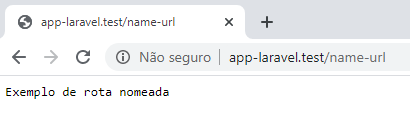 app-laravel.test/name-url
Não seguro app-laravel.test/name-url
Exemplo de rota nomeada